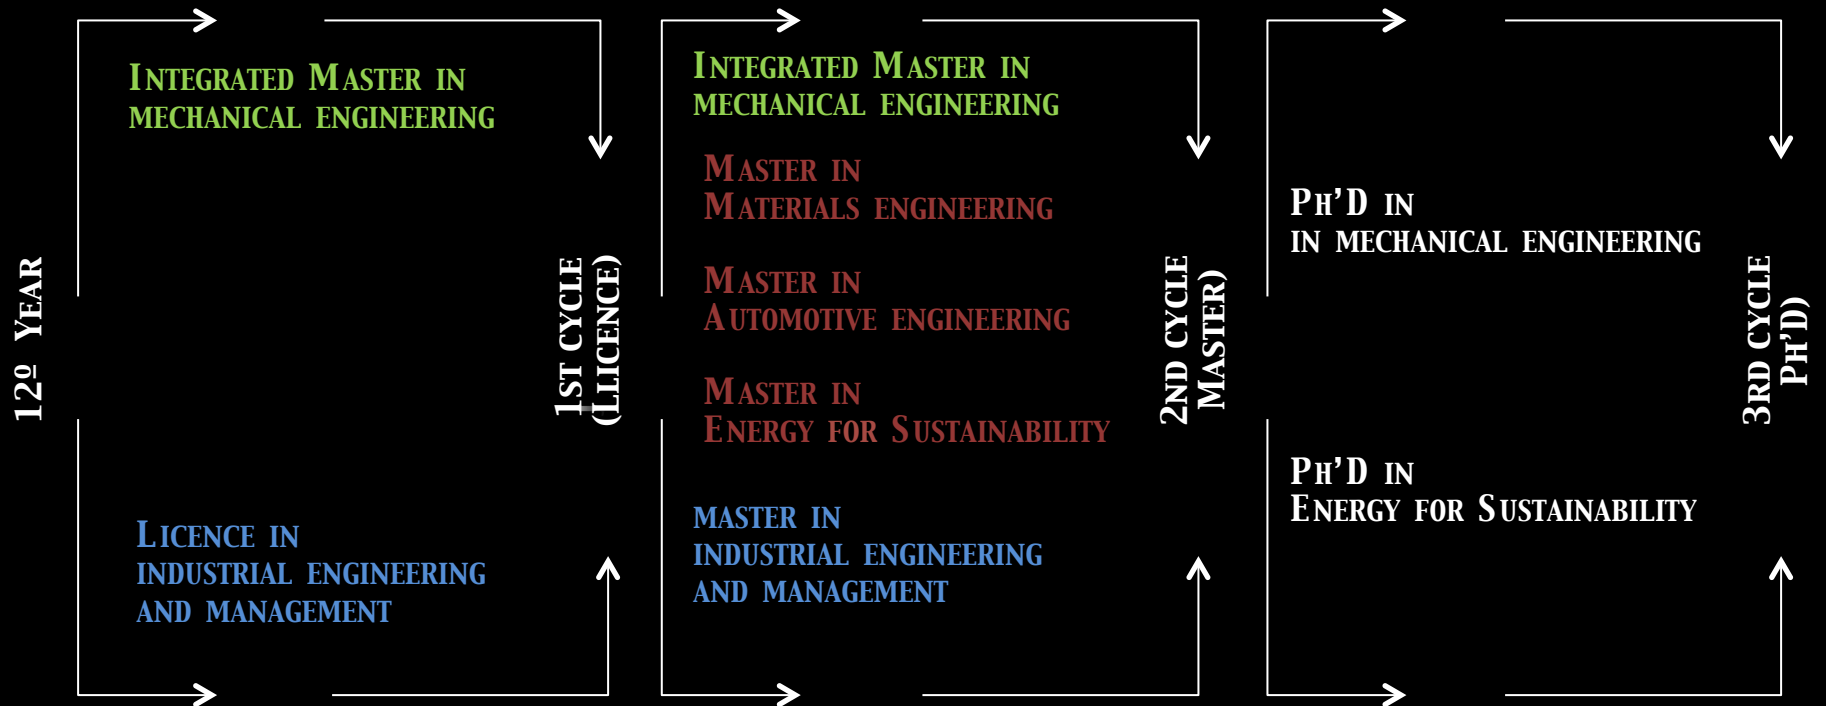 12º Year
Integrated Master in
mechanical engineering
Licence in
industrial engineering
and management
1st cycle
(Llicence)
Integrated Master in
mechanical engineering
Master in
Materials engineering
Master in
Automotive engineering
Master in
Energy for Sustainability
master in
industrial engineering
and management
2nd cycle
Master)
Ph’D in
in mechanical engineering
Ph’D in
Energy for Sustainability
3rd cycle
Ph’D)